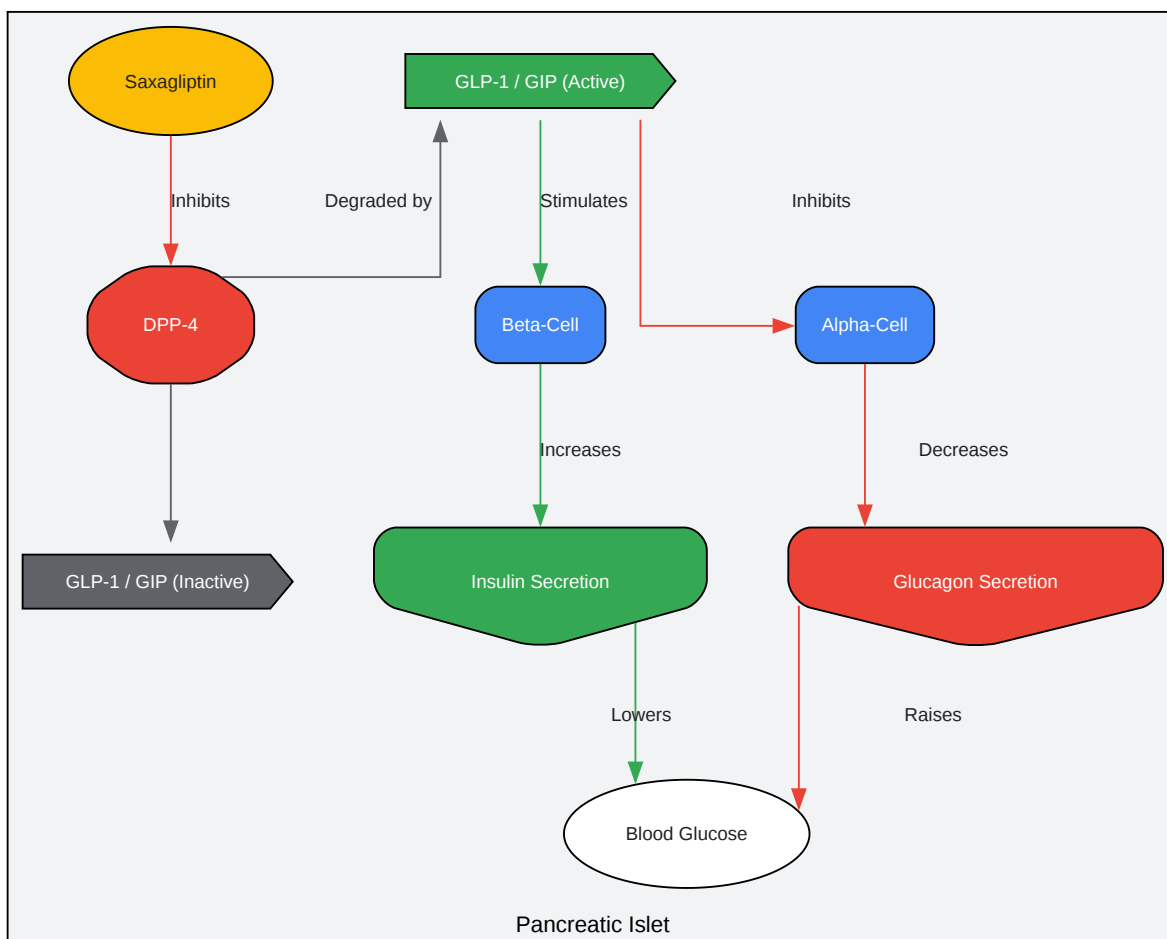 Saxagliptin
GLP-1 / GIP (Active)
Inhibits
Degraded by
Stimulates
Inhibits
DPP-4
Beta-Cell
Alpha-Cell
Increases
Decreases
GLP-1 / GIP (Inactive)
Insulin Secretion
Glucagon Secretion
Lowers
Raises
Blood Glucose
Pancreatic Islet